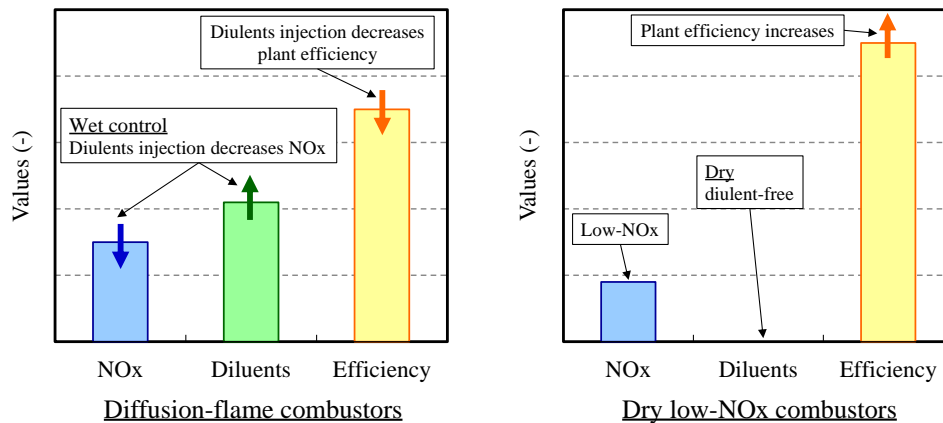 Diulents injection decreases
plant efficiency
Wet control
Diulents injection decreases NOx
Values (-)
NOx
Diluents
Efficiency
Diffusion-flame combustors
Plant efficiency increases
Dry
diulent-free
Low-NOx
Values (-)
NOx
Diluents
Efficiency
Dry low-NOx combustors